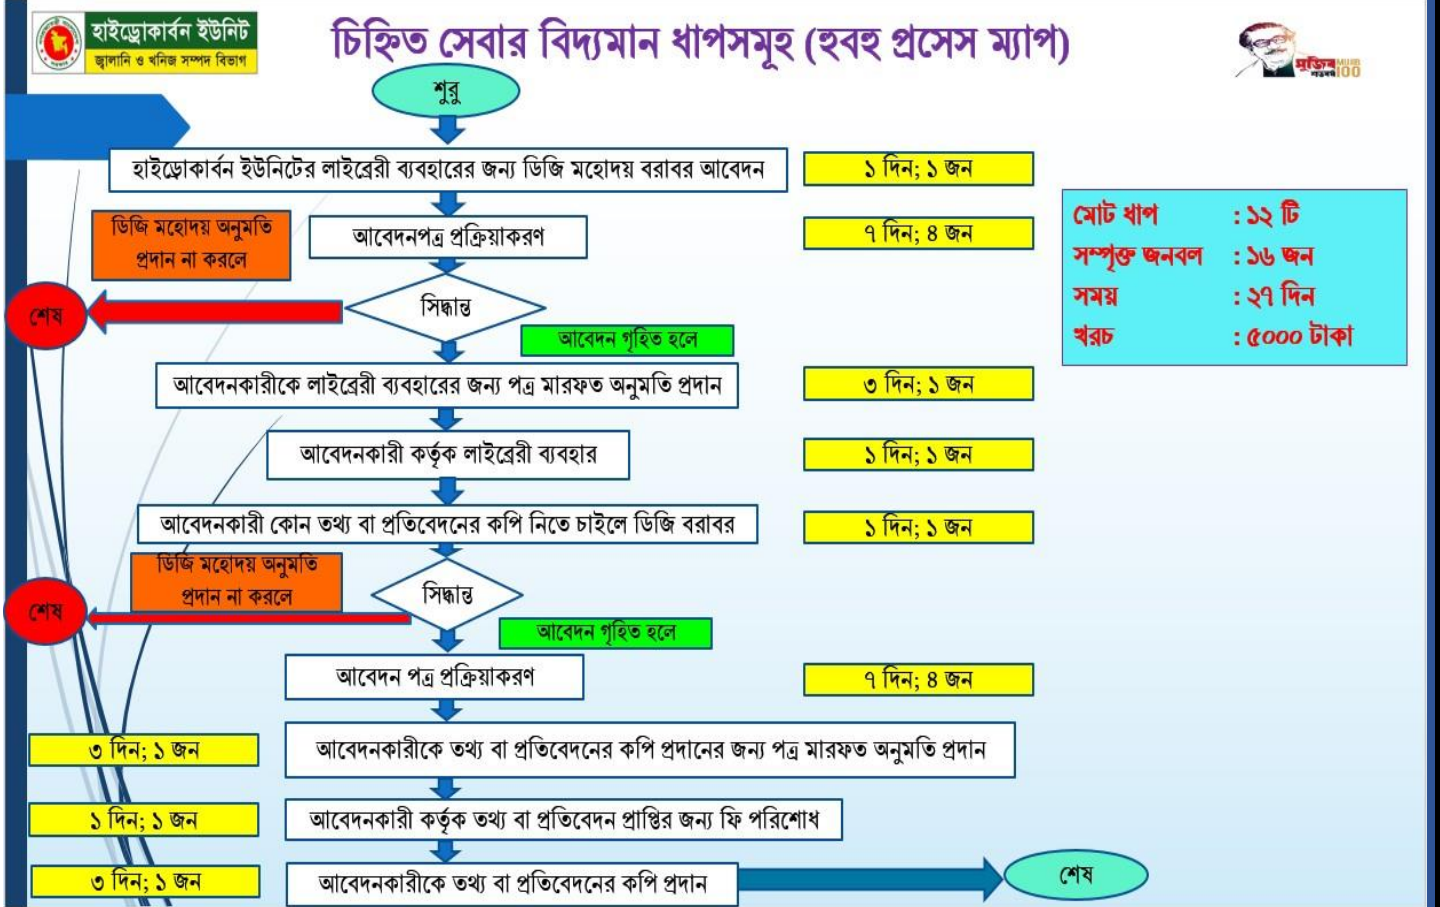 হাইড্রোকার্বন ইউনিট
জ্বালানি ও খনিজ সম্পদ বিভাগ
চিহ্নিত সেবার বিদ্যমান ধাপসমূহ (হুবহু প্রসেস ম্যাপ)
মুজিব MUJIB
শতবর্ষ 100
শুরু
হাইড্রোকার্বন ইউনিটের লাইব্রেরী ব্যবহারের জন্য ডিজি মহোদয় বরাবর আবেদন
১ দিন; ১ জন
আবেদনপত্র প্রক্রিয়াকরণ
৭ দিন; ৪ জন
ডিজি মহোদয় অনুমতি
প্রদান না করলে
সিদ্ধান্ত
শেষ
আবেদন গৃহিত হলে
মোট ধাপ : ১২ টি
সম্পৃক্ত জনবল : ১৬ জন
সময় : ২৭ দিন
খরচ : ৫০০০ টাকা
আবেদনকারীকে লাইব্রেরী ব্যবহারের জন্য পত্র মারফত অনুমতি প্রদান
৩ দিন; ১ জন
আবেদনকারী কর্তৃক লাইব্রেরী ব্যবহার
১ দিন; ১ জন
আবেদনকারী কোন তথ্য বা প্রতিবেদনের কপি নিতে চাইলে ডিজি বরাবর
১ দিন; ১ জন
ডিজি মহোদয় অনুমতি
প্রদান না করলে
সিদ্ধান্ত
শেষ
আবেদন গৃহিত হলে
আবেদন পত্র প্রক্রিয়াকরণ
৭ দিন; ৪ জন
৩ দিন; ১ জন
আবেদনকারীকে তথ্য বা প্রতিবেদনের কপি প্রদানের জন্য পত্র মারফত অনুমতি প্রদান
১ দিন; ১ জন
আবেদনকারী কর্তৃক তথ্য বা প্রতিবেদন প্রাপ্তির জন্য ফি পরিশোধ
৩ দিন; ১ জন
আবেদনকারীকে তথ্য বা প্রতিবেদনের কপি প্রদান
শেষ